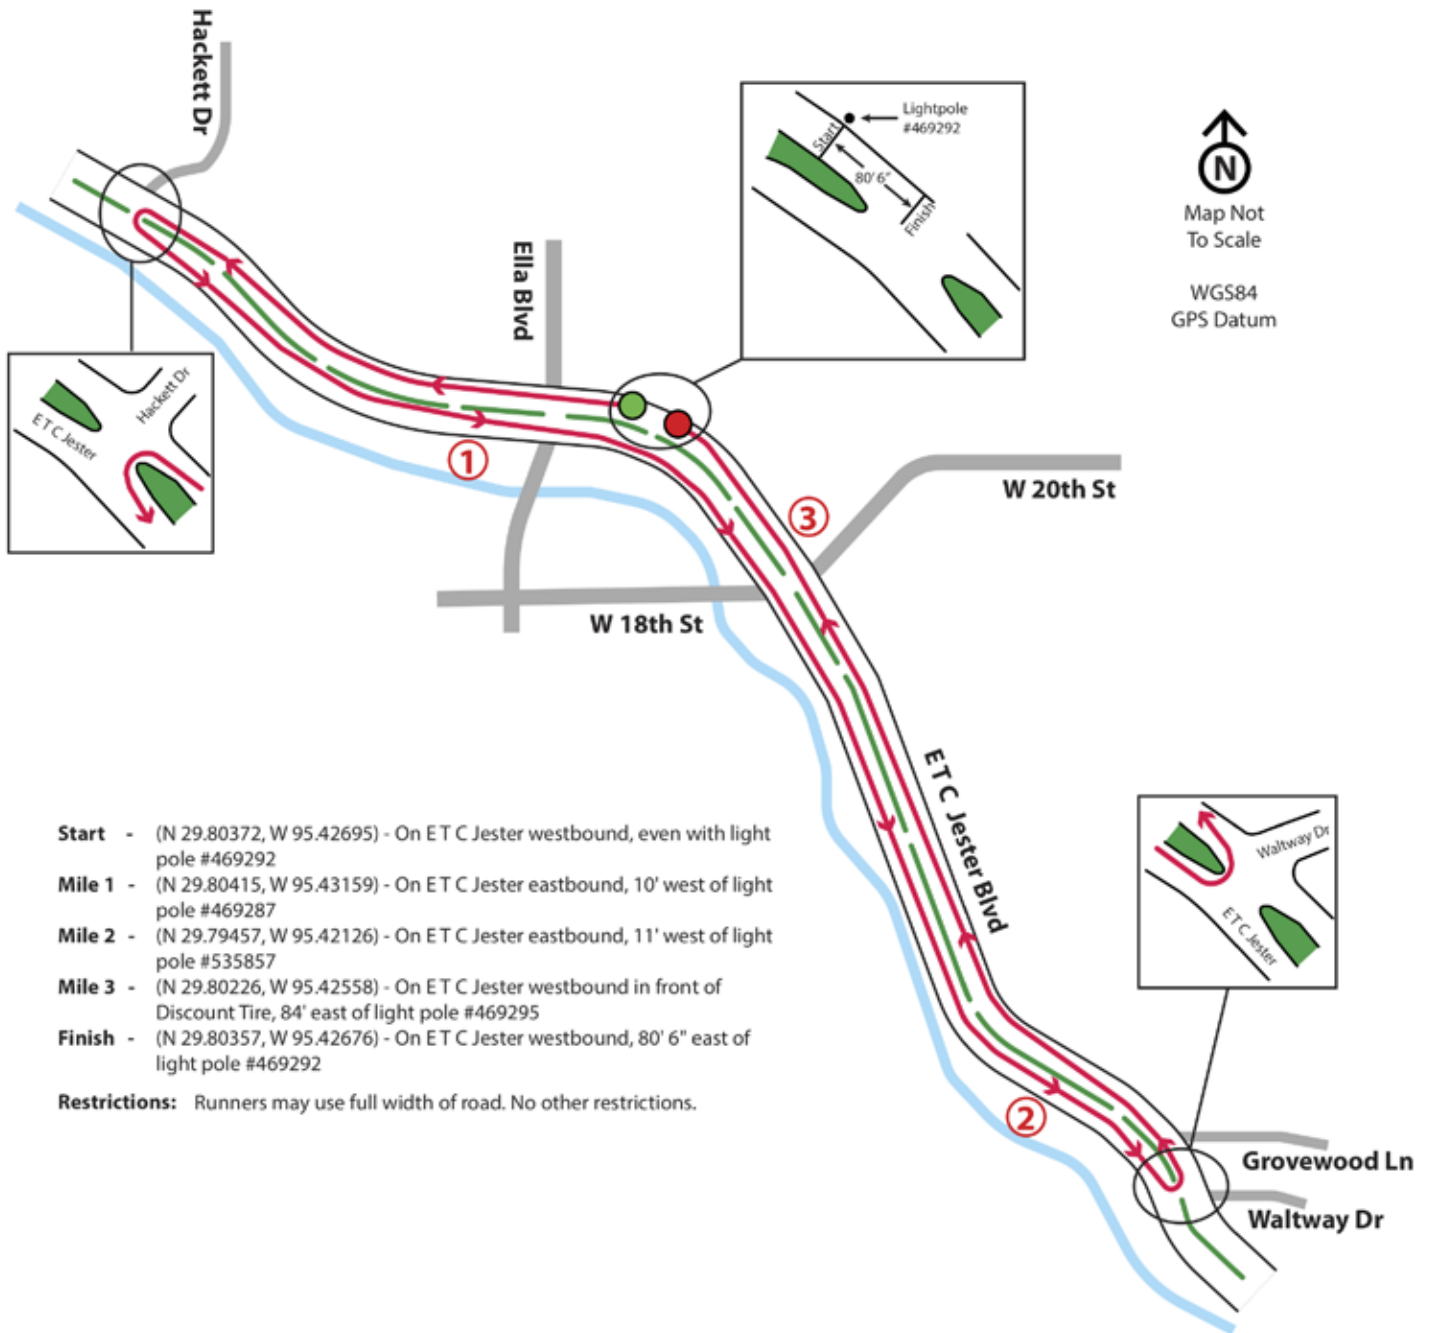 Hackett Dr
Ella Blvd
Lightpole
#469292
Start
80' 6"
Finish
N
Map Not
To Scale
WGS84
GPS Datum
Hackett Dr
E T C Jester
1
W 20th St
3
W 18th St
E T C Jester Blvd
Waltway Dr
E T C Jester
Start - (N 29.80372, W 95.42695) - On E T C Jester westbound, even with light
pole #469292
Mile 1 - (N 29.80415, W 95.43159) - On E T C Jester eastbound, 10' west of light
pole #469287
Mile 2 - (N 29.79457, W 95.42126) - On E T C Jester eastbound, 11' west of light
pole #535857
Mile 3 - (N 29.80226, W 95.42558) - On E T C Jester westbound in front of
Discount Tire, 84' east of light pole #469295
Finish - (N 29.80357, W 95.42676) - On E T C Jester westbound, 80' 6" east of
light pole #469292
Restrictions: Runners may use full width of road. No other restrictions.
2
Grovewood Ln
Waltway Dr